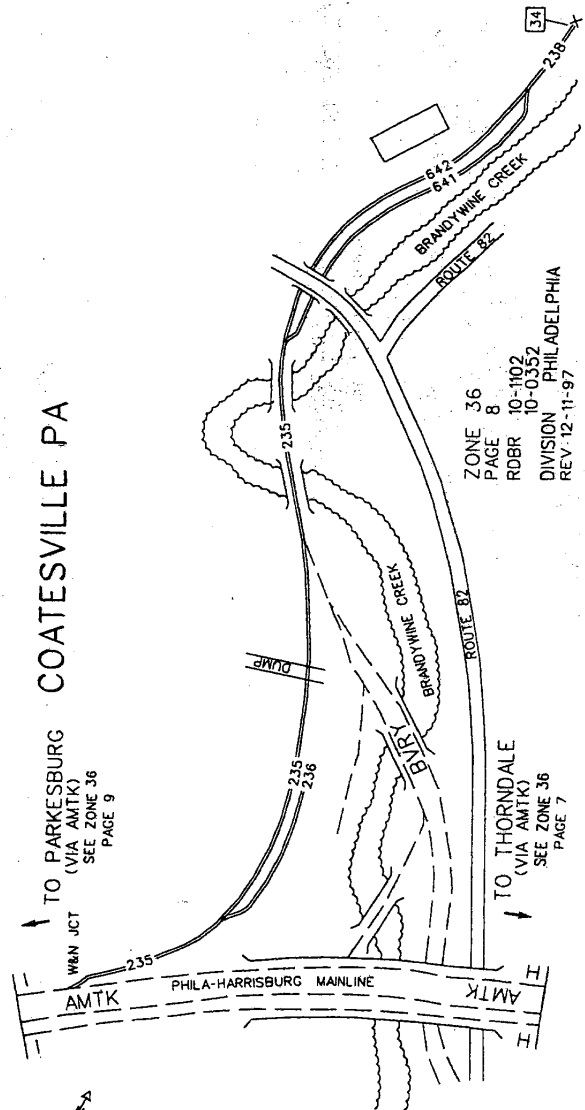 COATESVILLE PA
TO PARKESBURG
(VIA AMTK)
SEE ZONE 36
PAGE 9
W&N JCT
235
AMTK
PHILA-HARRISBURG MAINLINE
AMTK
235
236
DUMP
235
BVRY
BRANDYWINE CREEK
ROUTE 82
TO THORNDALE
(VIA AMTK)
SEE ZONE 36
PAGE 7
642
641
BRANDYWINE CREEK
ROUTE 82
238
34
ZONE 36
PAGE 8
RDBR 10-1102
10-0352
DIVISION PHILADELPHIA
REV: 12-11-97